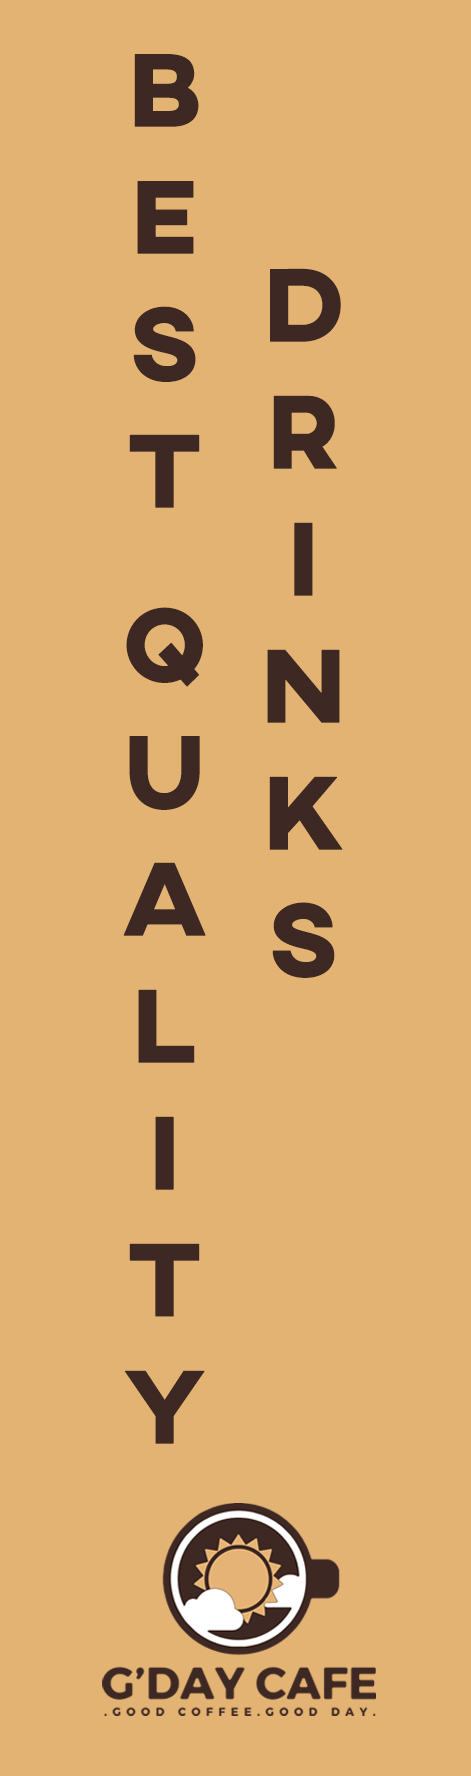 BEST QUALITY
DRINKS
G'DAY CAFE
.GOOD COFFEE.GOOD DAY.